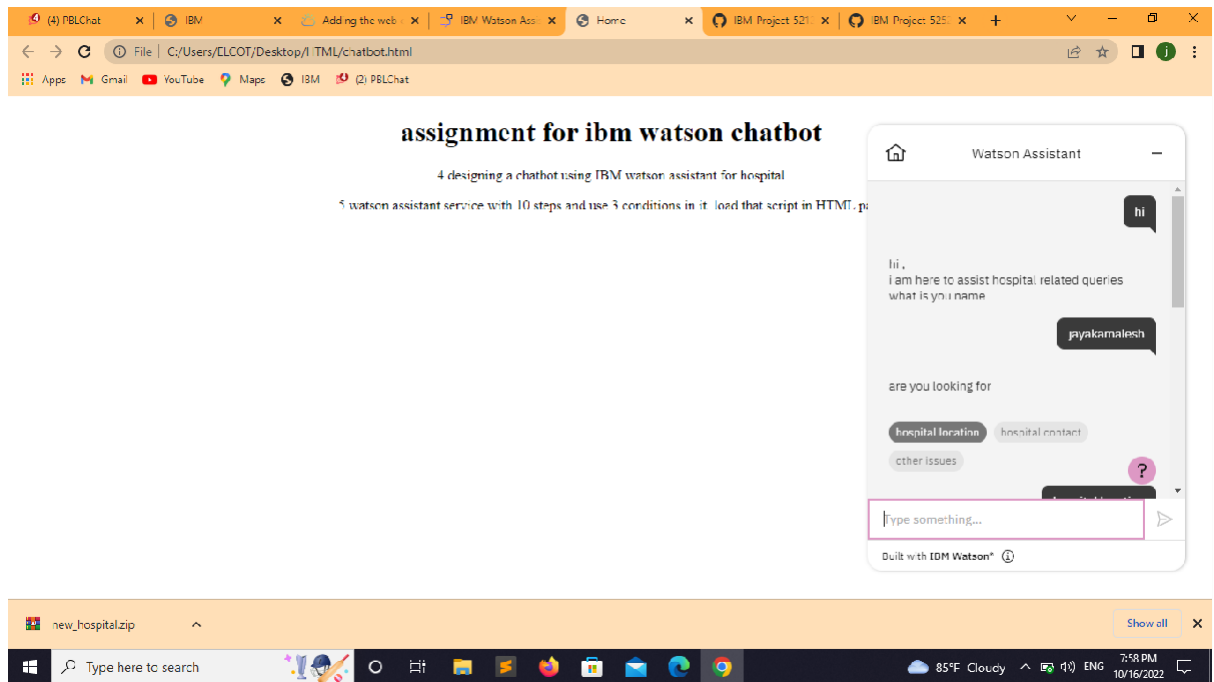 (4) PBLChat
IBM
Adding the web c
IBM Watson Assi
Home
IBM Project 521
IBM Project 525
File C:/Users/ELCOT/Desktop/HTML/chatbot.html
j
Apps Gmail YouTube Maps IBM (2) PBLChat
assignment for ibm watson chatbot
4 designing a chatbot using IBM watson assistant for hospital
5 watson assistant service with 10 steps and use 3 conditions in it. load that script in HTML pa
Watson Assistant
hi
hi ,
i am here to assist hospital related queries
what is you name
jayakamalesh
are you looking for
hospital location hospital contact
other issues
?
Type something...
Built with IBM Watson®
new_hospital.zip
Show all
Type here to search
85°F Cloudy ENG
7:58 PM
10/16/2022